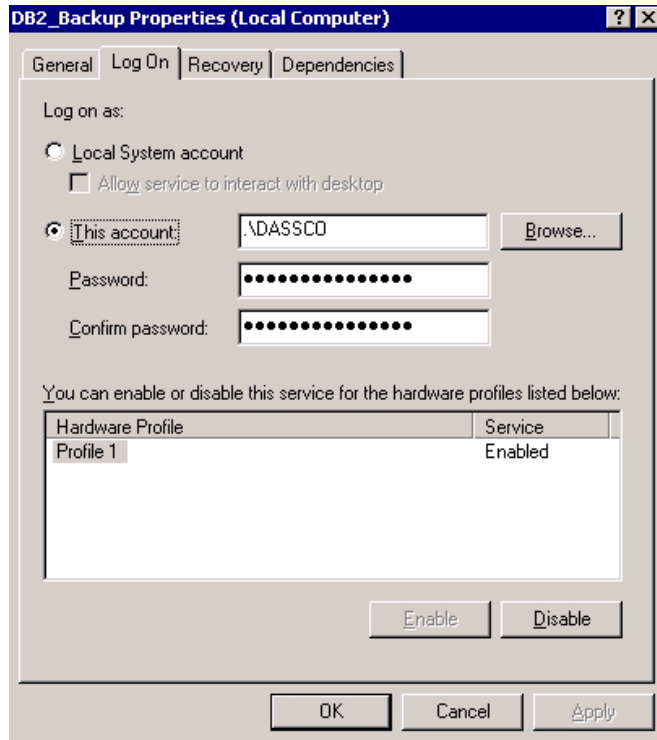 DB2_Backup Properties (Local Computer)
General Log On Recovery Dependencies
Log on as:
Local System account
Allow service to interact with desktop
This account: .\DASSCO Browse...
Password: •••••••••••••••
Confirm password: •••••••••••••••
You can enable or disable this service for the hardware profiles listed below:
Hardware Profile Service
Profile 1 Enabled
Enable Disable
OK Cancel Apply